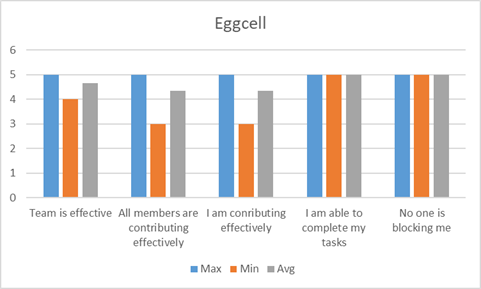 Eggcell
6
5
4
3
2
1
0
Team is effective
All members are
contributing
effectively
I am conributing
effectively
I am able to
complete my
tasks
No one is
blocking me
Max Min Avg